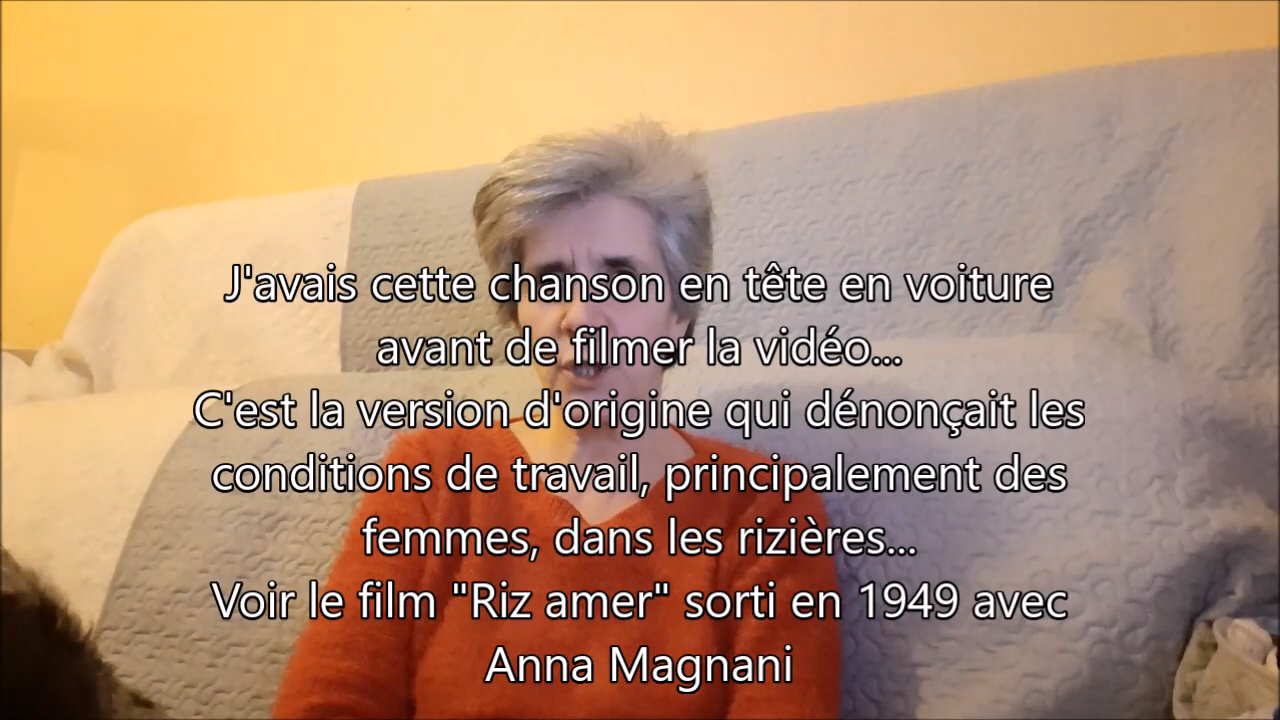 J'avais cette chanson en tête en voiture
avant de filmer la vidéo...
C'est la version d'origine qui dénonçait les
conditions de travail, principalement des
femmes, dans les rizières...
Voir le film "Riz amer" sorti en 1949 avec
Anna Magnani